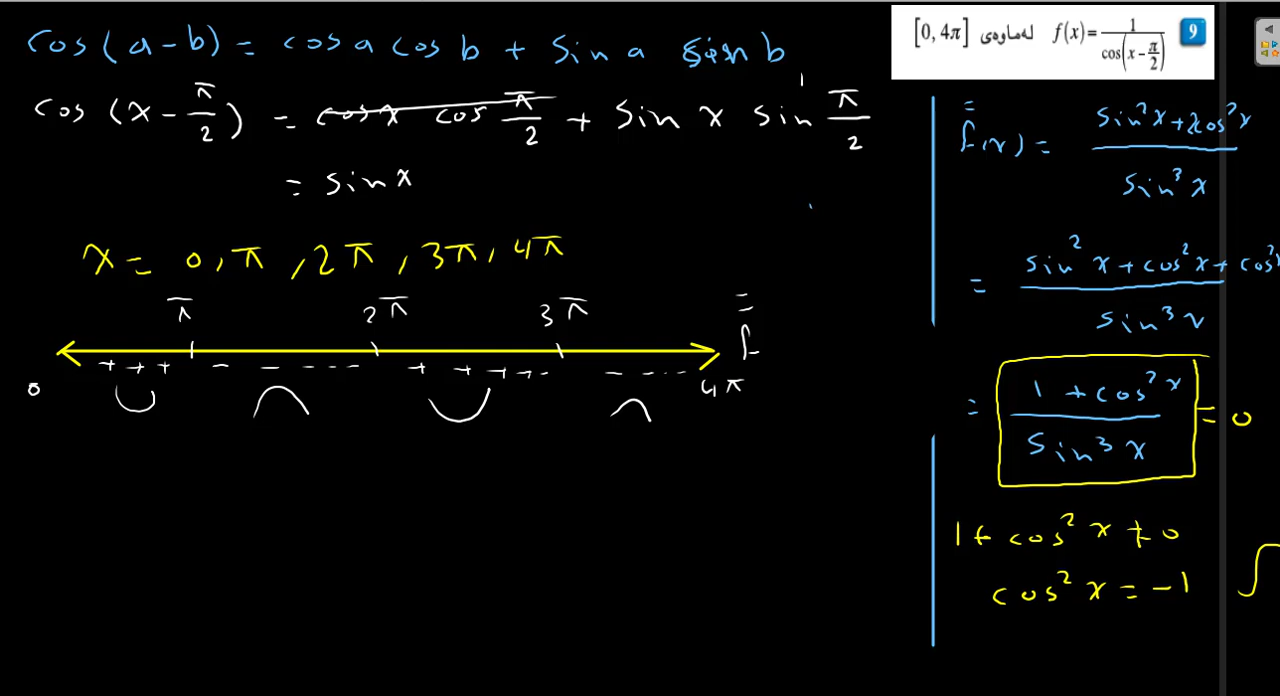 cos(a-b) = cos a cos b + sin a sin b
cos(x - π/2) = cos x cos π/2 + sin x sin π/2
1
= sin x
x = 0, π, 2π, 3π, 4π
π 2π 3π
f̿
+ + + - - - - - + + + + - - - - - -
0 4π
[0, 4π] لەماوەی f(x) = 1/cos(x - π/2) 9
f̿(x) = (sin²x + 2cos²x)/sin³x
= (sin²x + cos²x + cos²x)/sin³x
= (1 + cos²x)/sin³x = 0
1 + cos²x ≠ 0
cos²x = -1